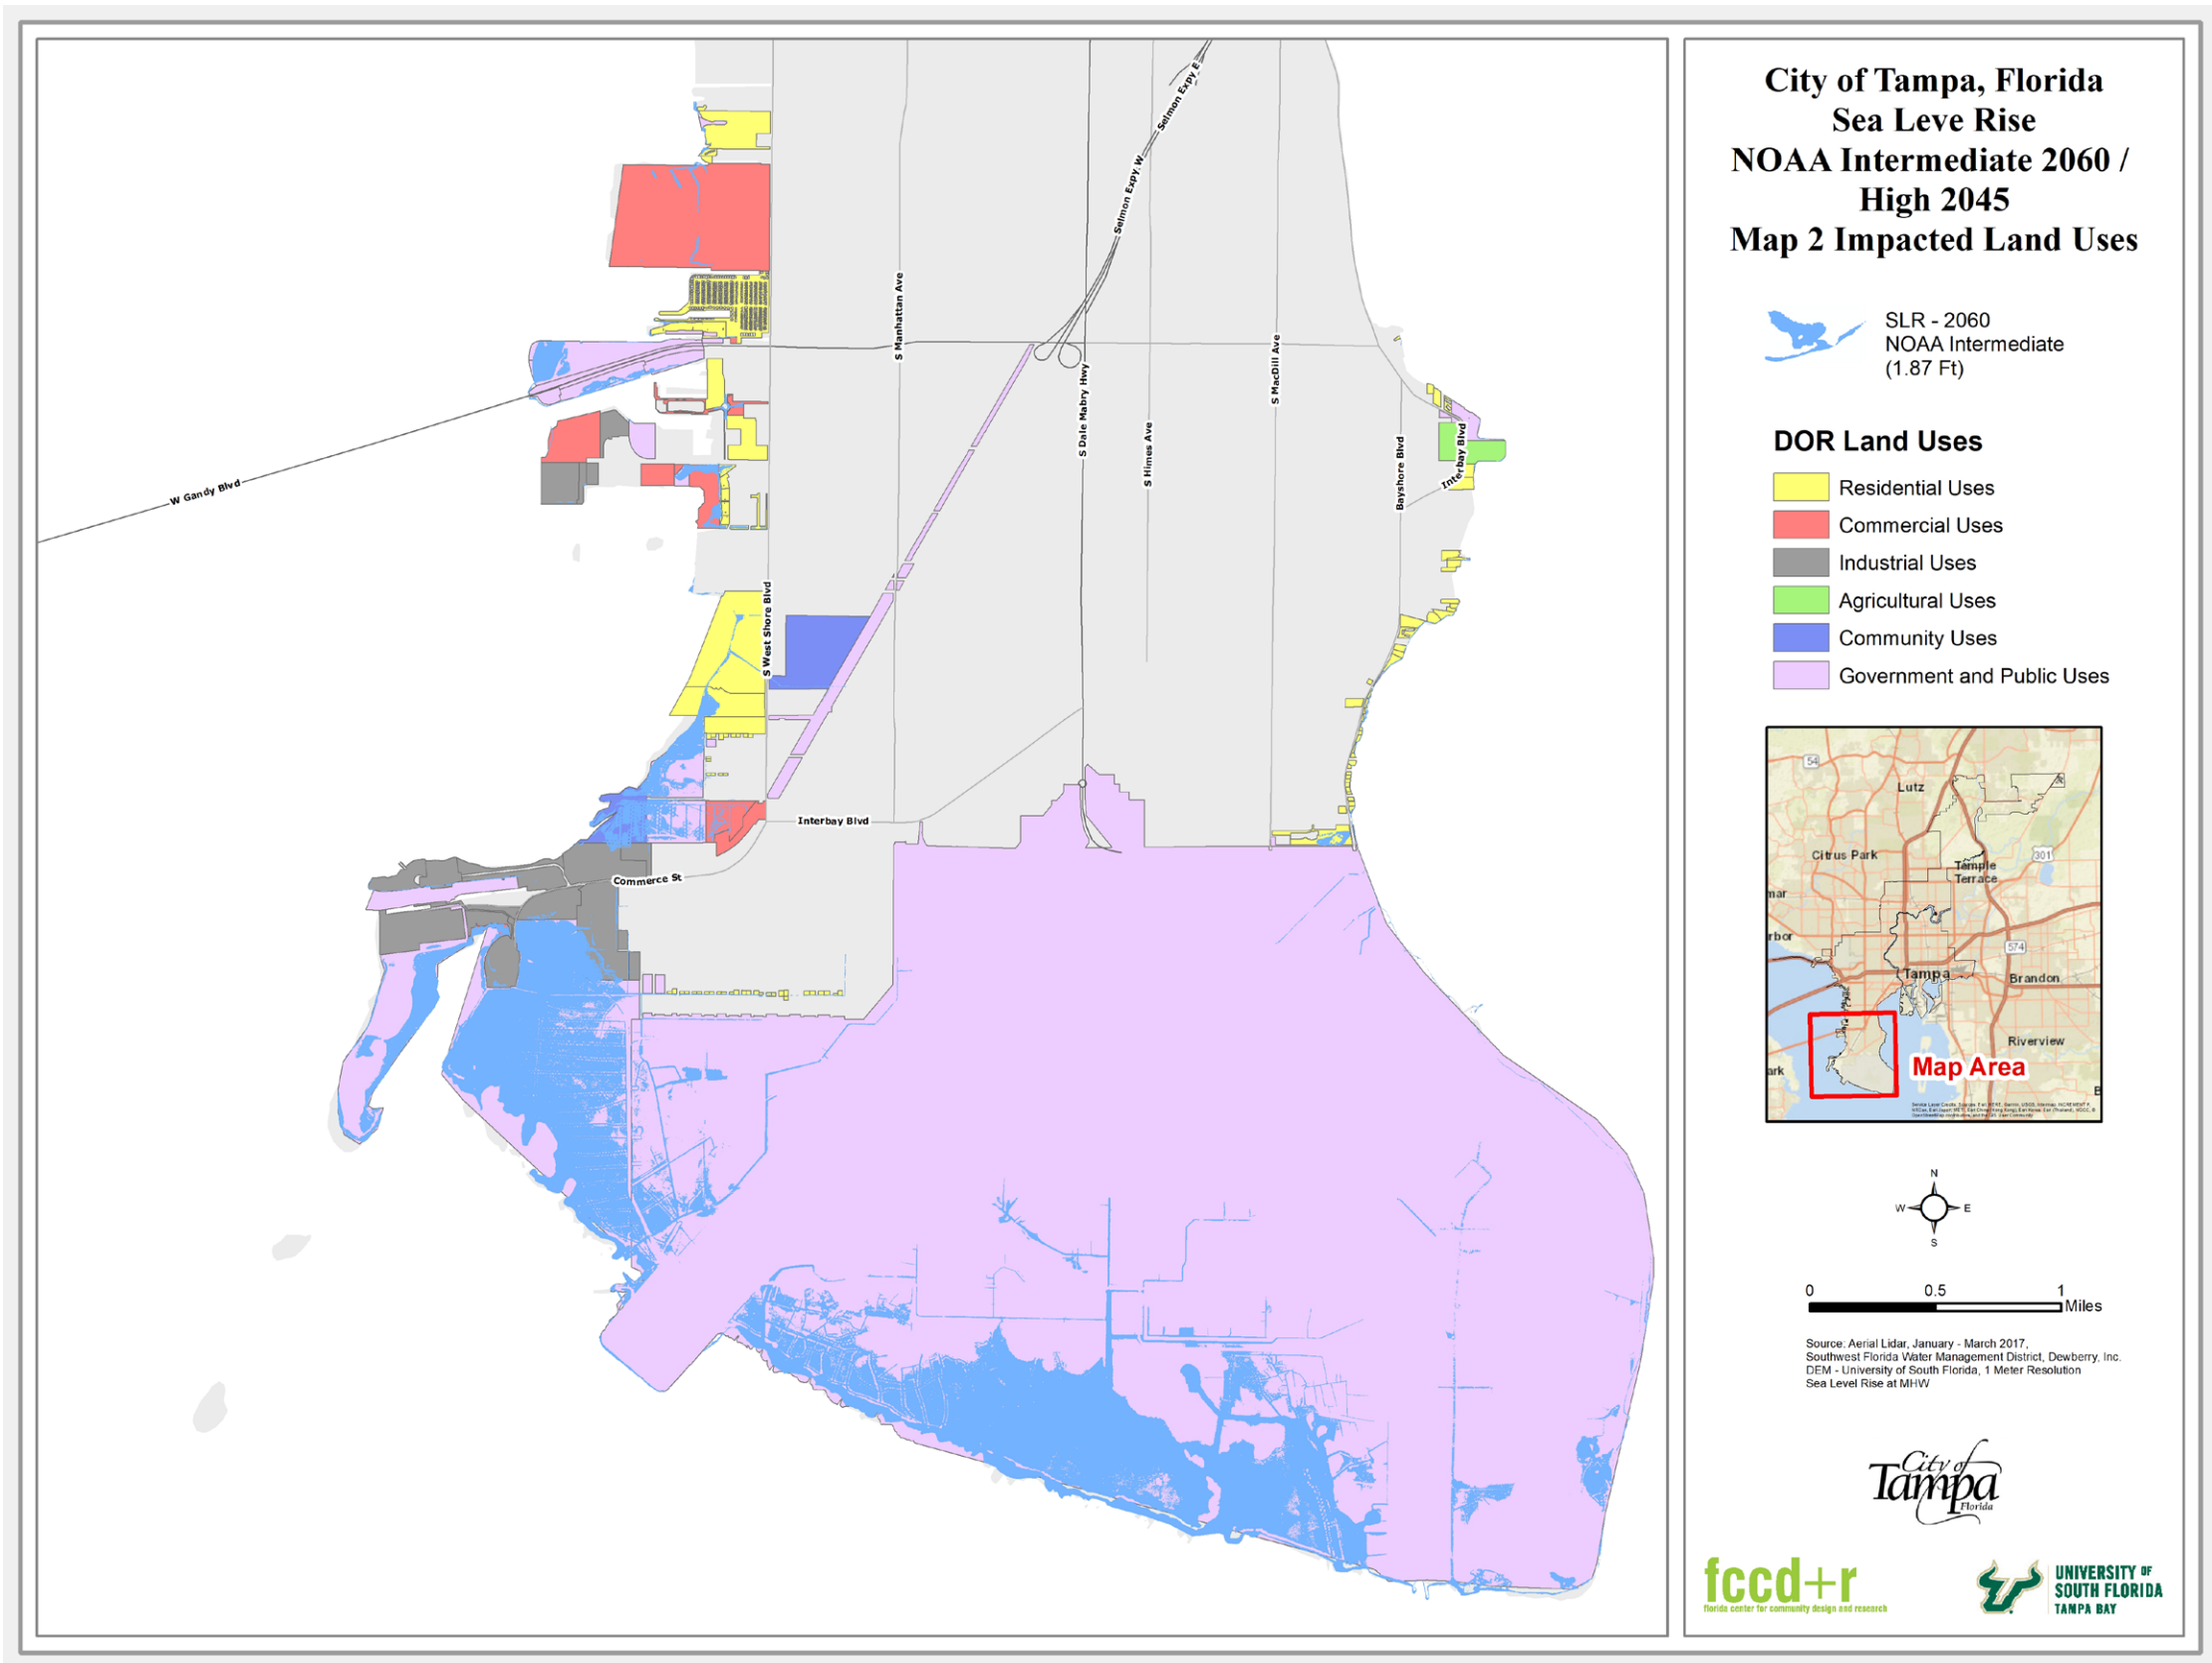 City of Tampa, Florida
Sea Leve Rise
NOAA Intermediate 2060 /
High 2045
Map 2 Impacted Land Uses
SLR - 2060
NOAA Intermediate
(1.87 Ft)
DOR Land Uses
Residential Uses
Commercial Uses
Industrial Uses
Agricultural Uses
Community Uses
Government and Public Uses
Selmon Expy E
Selmon Expy W
S Manhattan Ave
S Dale Mabry Hwy
S Himes Ave
S MacDill Ave
Bayshore Blvd
Interbay Blvd
W Gandy Blvd
S West Shore Blvd
Interbay Blvd
Commerce St
54
Lutz
Citrus Park
301
Temple
Terrace
mar
rbor
574
Tampa
Brandon
Riverview
ark
Map Area
N
W
E
S
0
0.5
1
Miles
Source: Aerial Lidar, January - March 2017,
Southwest Florida Water Management District, Dewberry, Inc.
DEM - University of South Florida, 1 Meter Resolution
Sea Level Rise at MHW
City of
Tampa
Florida
fccd+r
florida center for community design and research
UNIVERSITY OF
SOUTH FLORIDA
TAMPA BAY